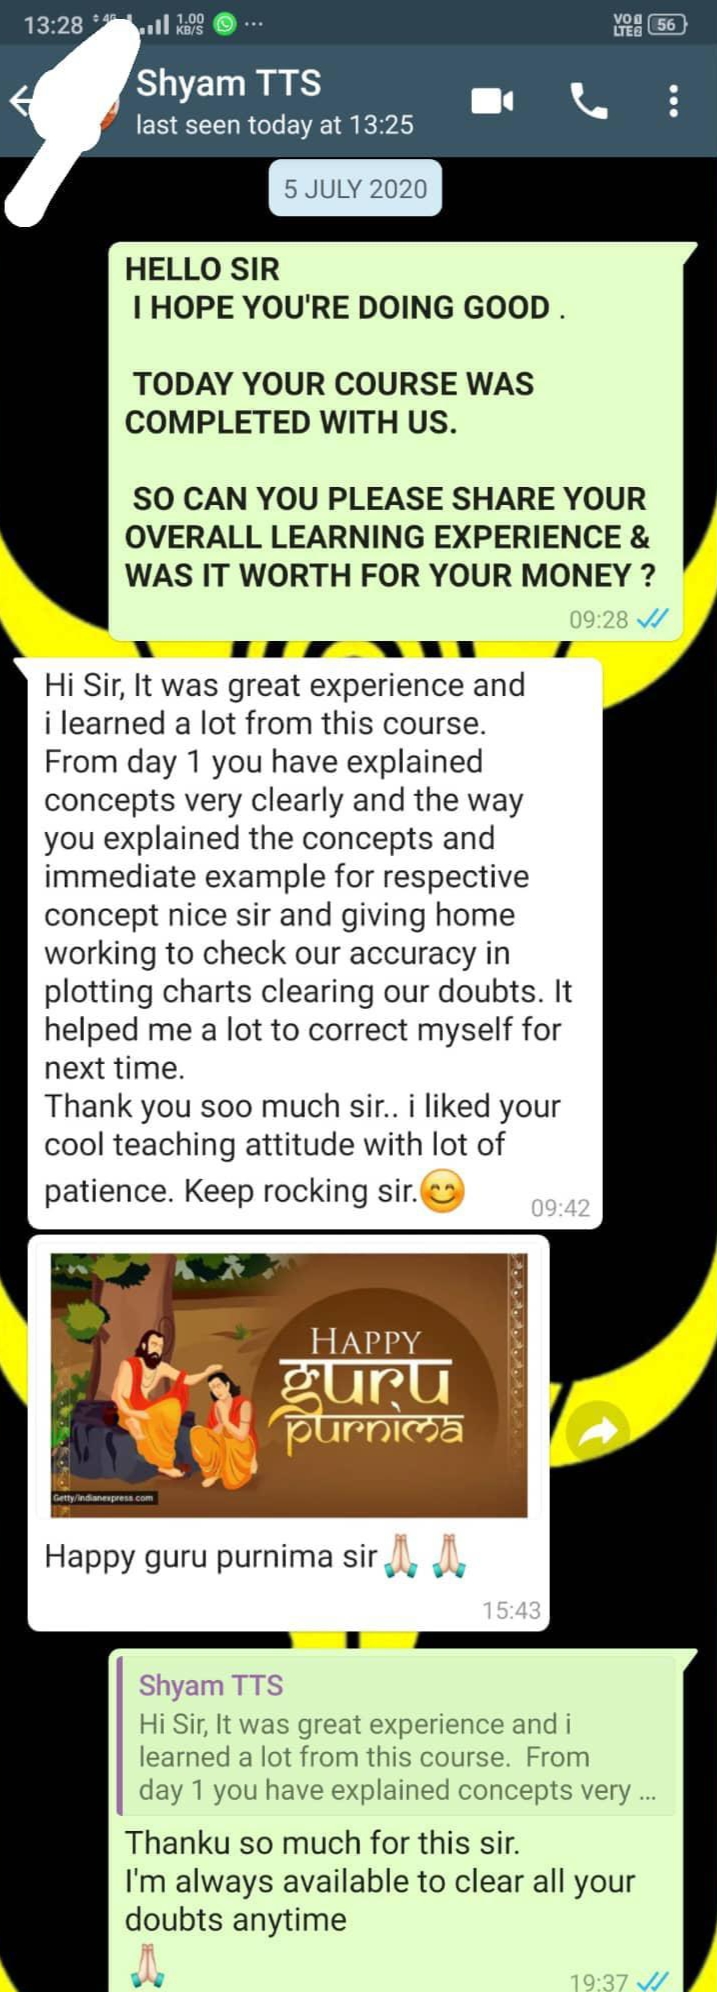 13:28 4G 1.00 KB/S ... VO LTE 56
Shyam TTS
last seen today at 13:25
5 JULY 2020
HELLO SIR
I HOPE YOU'RE DOING GOOD .
TODAY YOUR COURSE WAS
COMPLETED WITH US.
SO CAN YOU PLEASE SHARE YOUR
OVERALL LEARNING EXPERIENCE &
WAS IT WORTH FOR YOUR MONEY ?
09:28
Hi Sir, It was great experience and
i learned a lot from this course.
From day 1 you have explained
concepts very clearly and the way
you explained the concepts and
immediate example for respective
concept nice sir and giving home
working to check our accuracy in
plotting charts clearing our doubts. It
helped me a lot to correct myself for
next time.
Thank you soo much sir.. i liked your
cool teaching attitude with lot of
patience. Keep rocking sir.😊
09:42
HAPPY
guru
purnima
Getty/indianexpress.com
Happy guru purnima sir🙏🏻 🙏🏻
15:43
Shyam TTS
Hi Sir, It was great experience and i
learned a lot from this course. From
day 1 you have explained concepts very ...
Thanku so much for this sir.
I'm always available to clear all your
doubts anytime
🙏🏻
19:37